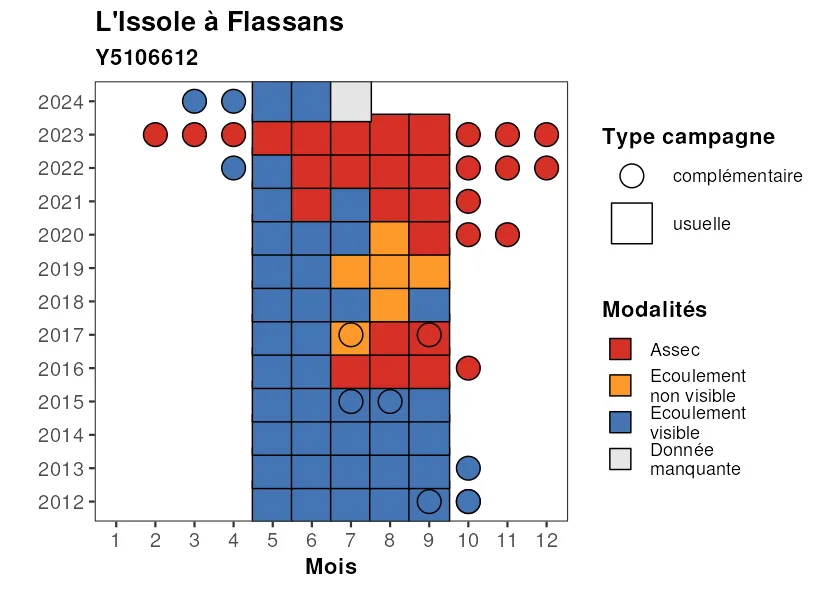 L'Issole à Flassans
Y5106612
2024
2023
2022
2021
2020
2019
2018
2017
2016
2015
2014
2013
2012
1 2 3 4 5 6 7 8 9 10 11 12
Mois
Type campagne
complémentaire
usuelle
Modalités
Assec
Ecoulement
non visible
Ecoulement
visible
Donnée
manquante